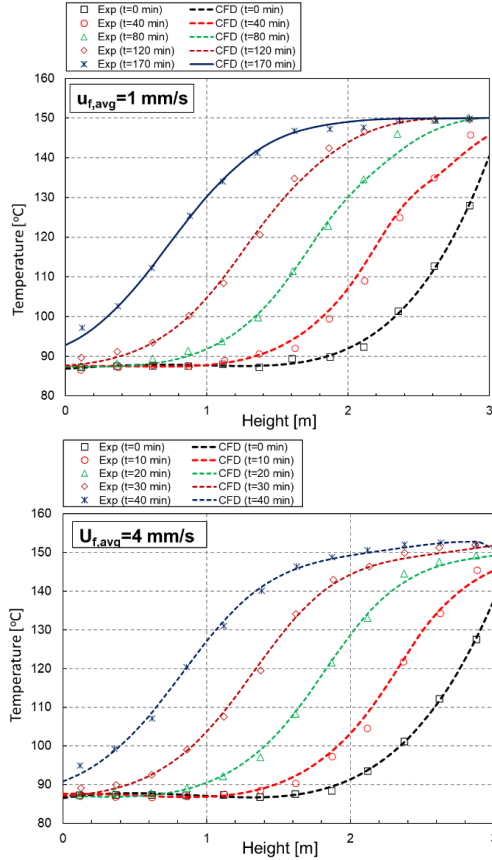 Exp (t=0 min) CFD (t=0 min)
Exp (t=40 min) CFD (t=40 min)
Exp (t=80 min) CFD (t=80 min)
Exp (t=120 min) CFD (t=120 min)
Exp (t=170 min) CFD (t=170 min)
160
150
140
130
120
110
100
90
80
u_f,avg=1 mm/s
Temperature [ºC]
0 1 2 3
Height [m]
Exp (t=0 min) CFD (t=0 min)
Exp (t=10 min) CFD (t=10 min)
Exp (t=20 min) CFD (t=20 min)
Exp (t=30 min) CFD (t=30 min)
Exp (t=40 min) CFD (t=40 min)
160
150
140
130
120
110
100
90
80
U_f,avg=4 mm/s
Temperature [ºC]
0 1 2 3
Height [m]